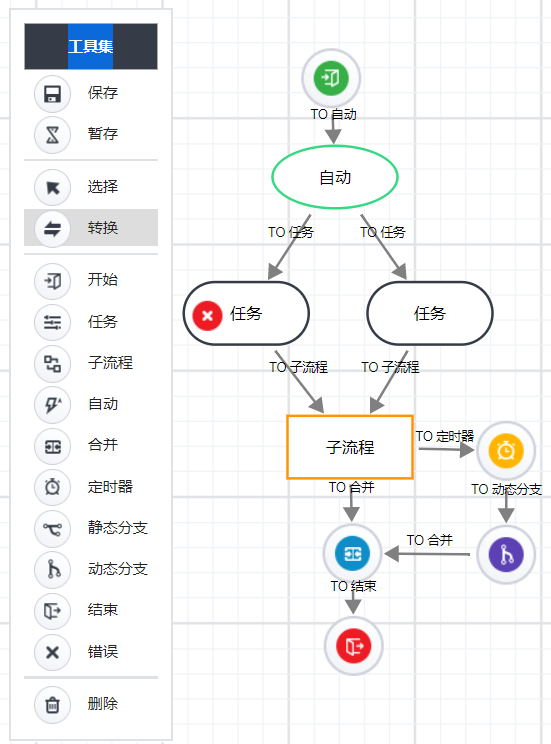 工具集
保存
暂存
选择
转换
开始
任务
子流程
自动
合并
定时器
静态分支
动态分支
结束
错误
删除
TO 自动
自动
TO 任务
TO 任务
任务
任务
TO 子流程
TO 子流程
子流程
TO 定时器
TO 合并
TO 动态分支
TO 合并
TO 结束